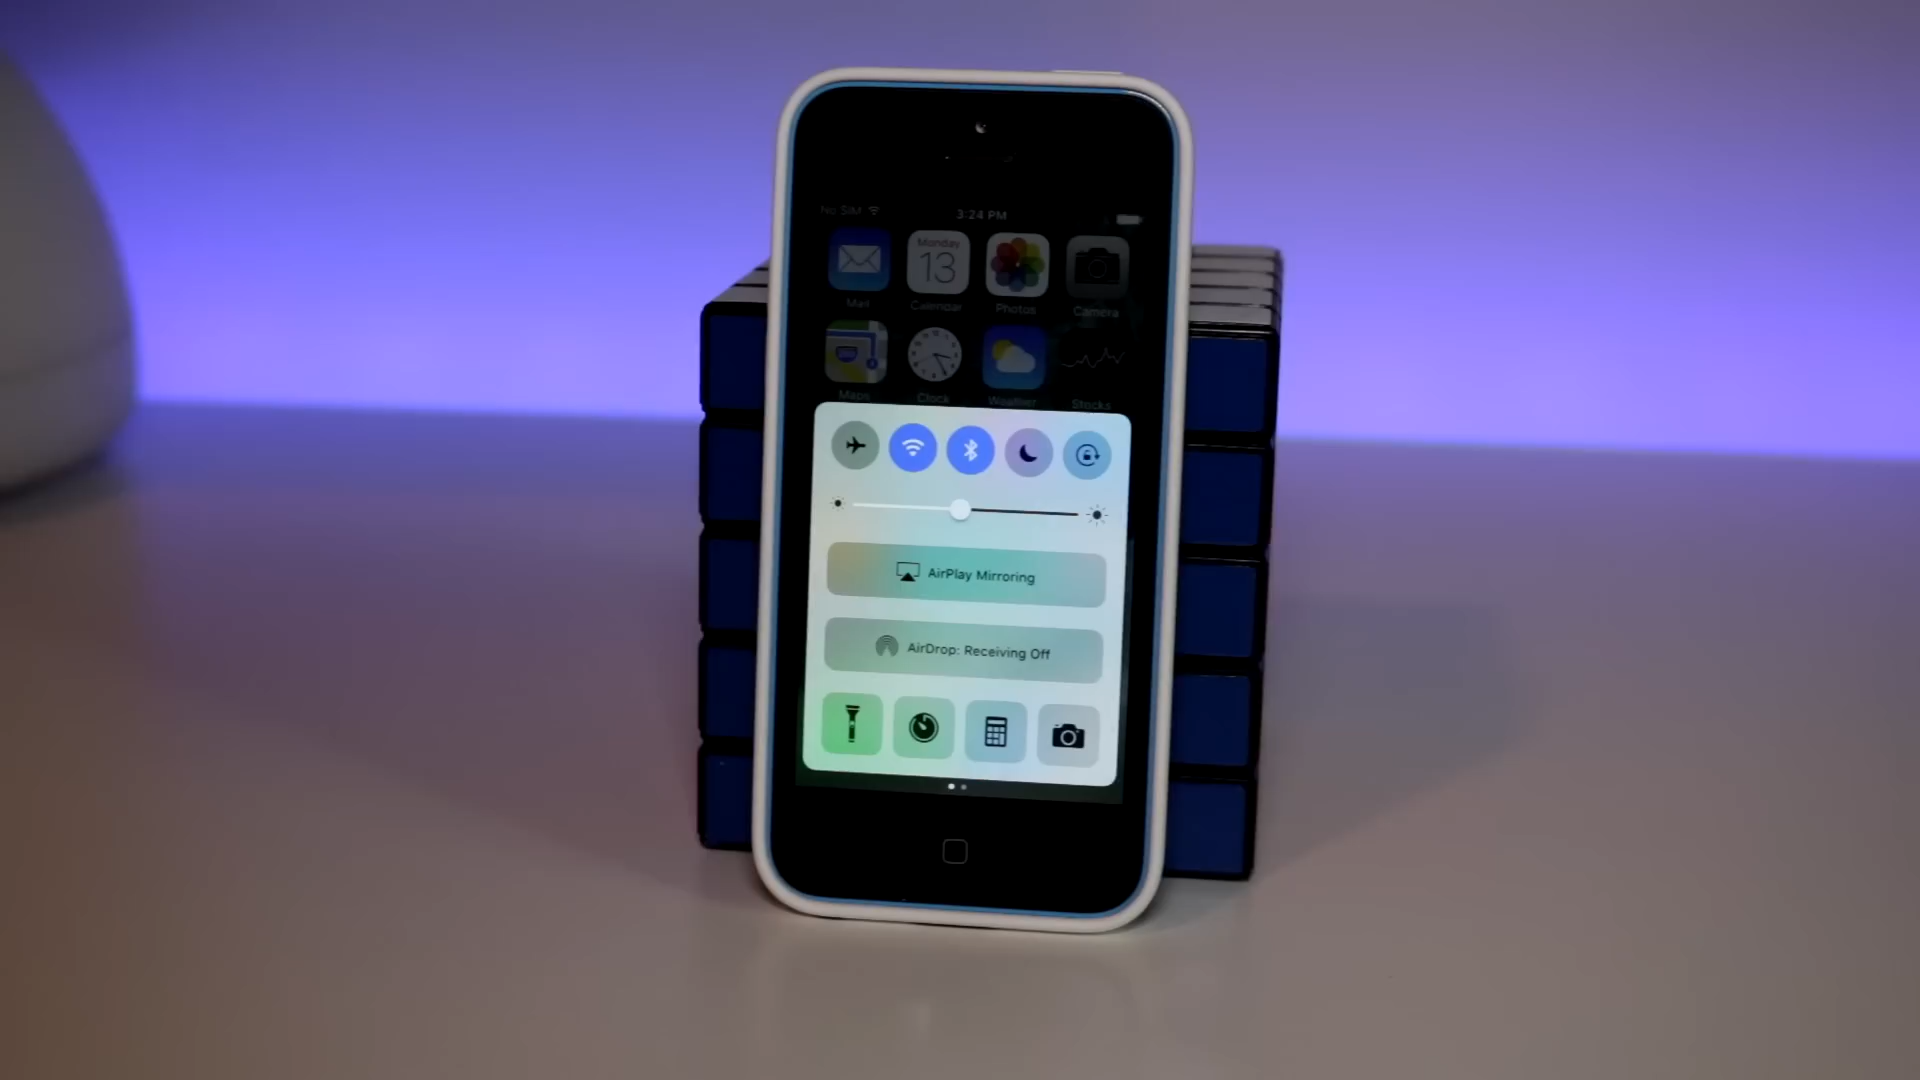 No SIM 3:24 PM
Monday
13
Mail Calendar Photos Camera
Maps Clock Weather Stocks
AirPlay Mirroring
AirDrop: Receiving Off